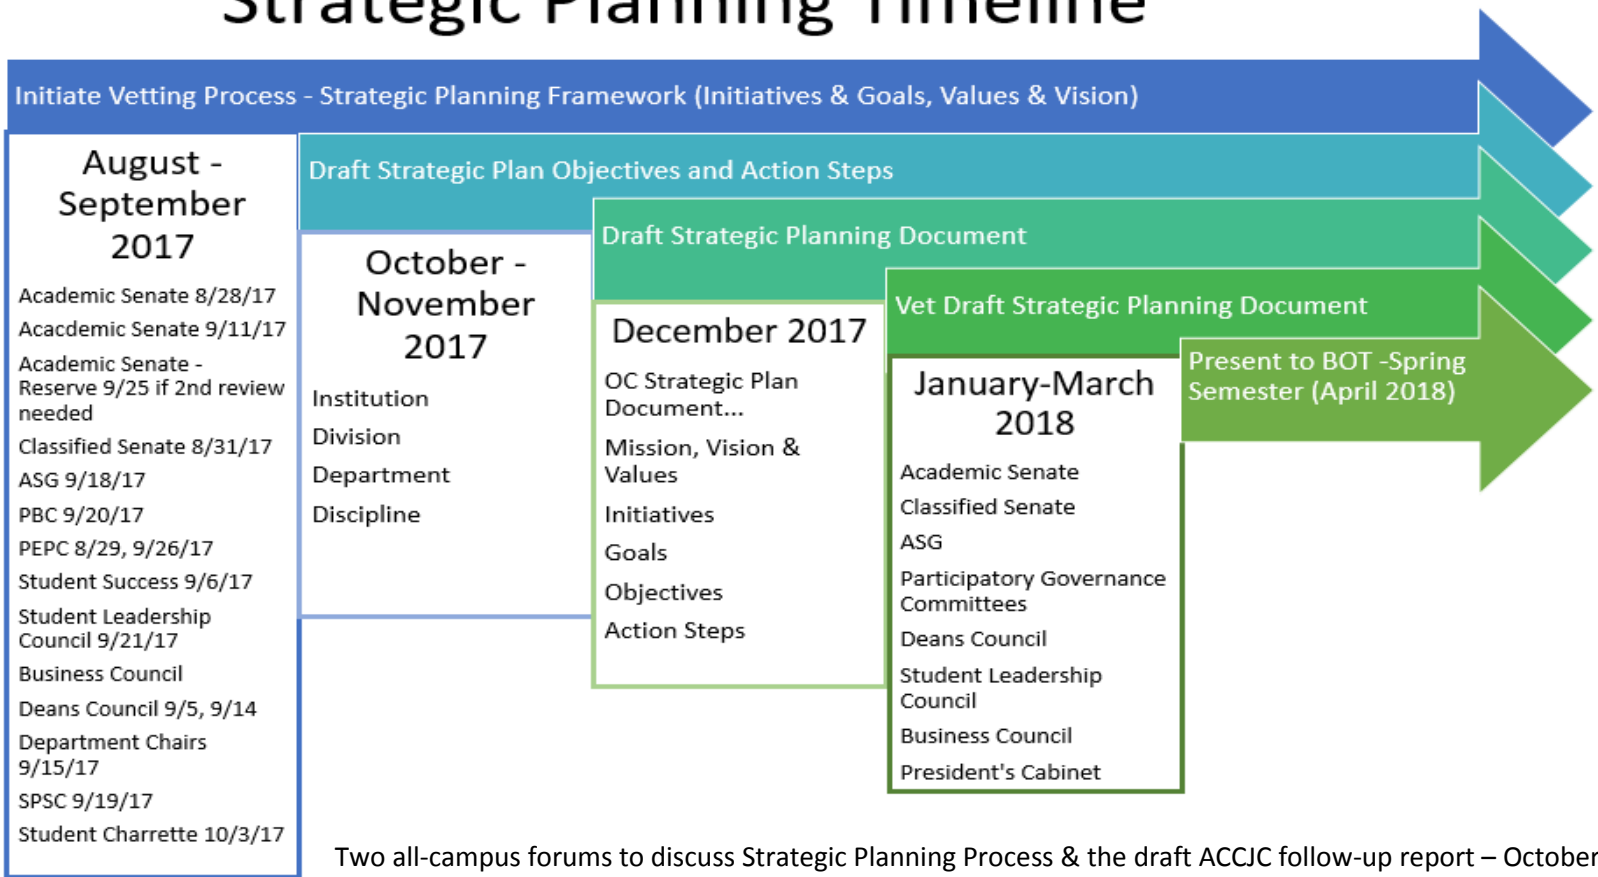 Strategic Planning Timeline
Initiate Vetting Process - Strategic Planning Framework (Initiatives & Goals, Values & Vision)
August -
September
2017
Academic Senate 8/28/17
Acacdemic Senate 9/11/17
Academic Senate -
Reserve 9/25 if 2nd review
needed
Classified Senate 8/31/17
ASG 9/18/17
PBC 9/20/17
PEPC 8/29, 9/26/17
Student Success 9/6/17
Student Leadership
Council 9/21/17
Business Council
Deans Council 9/5, 9/14
Department Chairs
9/15/17
SPSC 9/19/17
Student Charrette 10/3/17
Draft Strategic Plan Objectives and Action Steps
October -
November
2017
Institution
Division
Department
Discipline
Draft Strategic Planning Document
December 2017
OC Strategic Plan
Document...
Mission, Vision &
Values
Initiatives
Goals
Objectives
Action Steps
Vet Draft Strategic Planning Document
January-March
2018
Academic Senate
Classified Senate
ASG
Participatory Governance
Committees
Deans Council
Student Leadership
Council
Business Council
President's Cabinet
Present to BOT -Spring
Semester (April 2018)
Two all-campus forums to discuss Strategic Planning Process & the draft ACCJC follow-up report – October